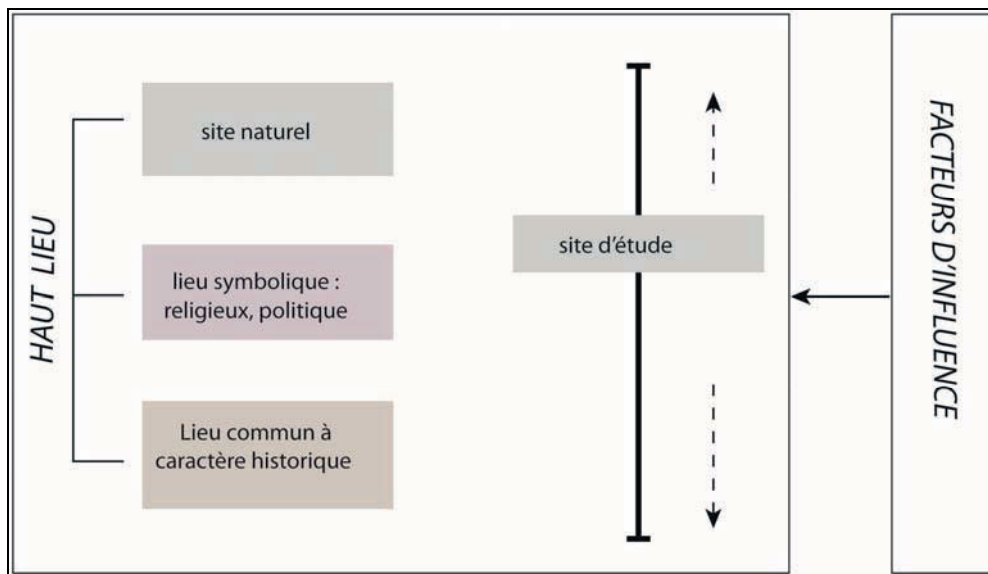 HAUT LIEU
site naturel
lieu symbolique :
religieux, politique
Lieu commun à
caractère historique
site d’étude
FACTEURS D’INFLUENCE